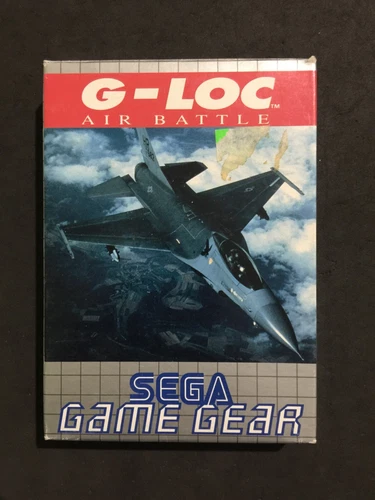 G-LOC™
AIR BATTLE
SEGA
GAME GEAR